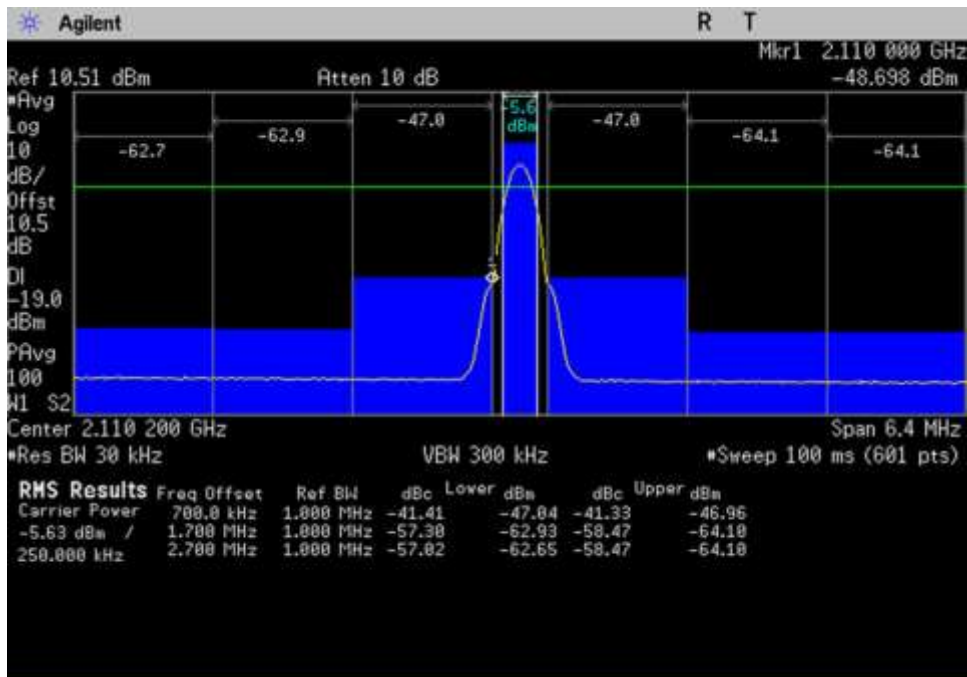 Agilent R T
Mkr1 2.110 000 GHz
Ref 10.51 dBm Atten 10 dB -48.698 dBm
#Avg
Log
10
dB/
Offst
10.5
dB
DI
-19.0
dBm
PAvg
100
W1 S2
-5.6
dBm
-47.0 -47.0
-62.9 -64.1
-62.7 -64.1
1
Center 2.110 200 GHz Span 6.4 MHz
#Res BW 30 kHz VBW 300 kHz #Sweep 100 ms (601 pts)
RMS Results Freq Offset Ref BW dBc Lower dBm dBc Upper dBm
Carrier Power 700.0 kHz 1.000 MHz -41.41 -47.04 -41.33 -46.96
-5.63 dBm / 1.700 MHz 1.000 MHz -57.30 -62.93 -58.47 -64.10
250.000 kHz 2.700 MHz 1.000 MHz -57.02 -62.65 -58.47 -64.10